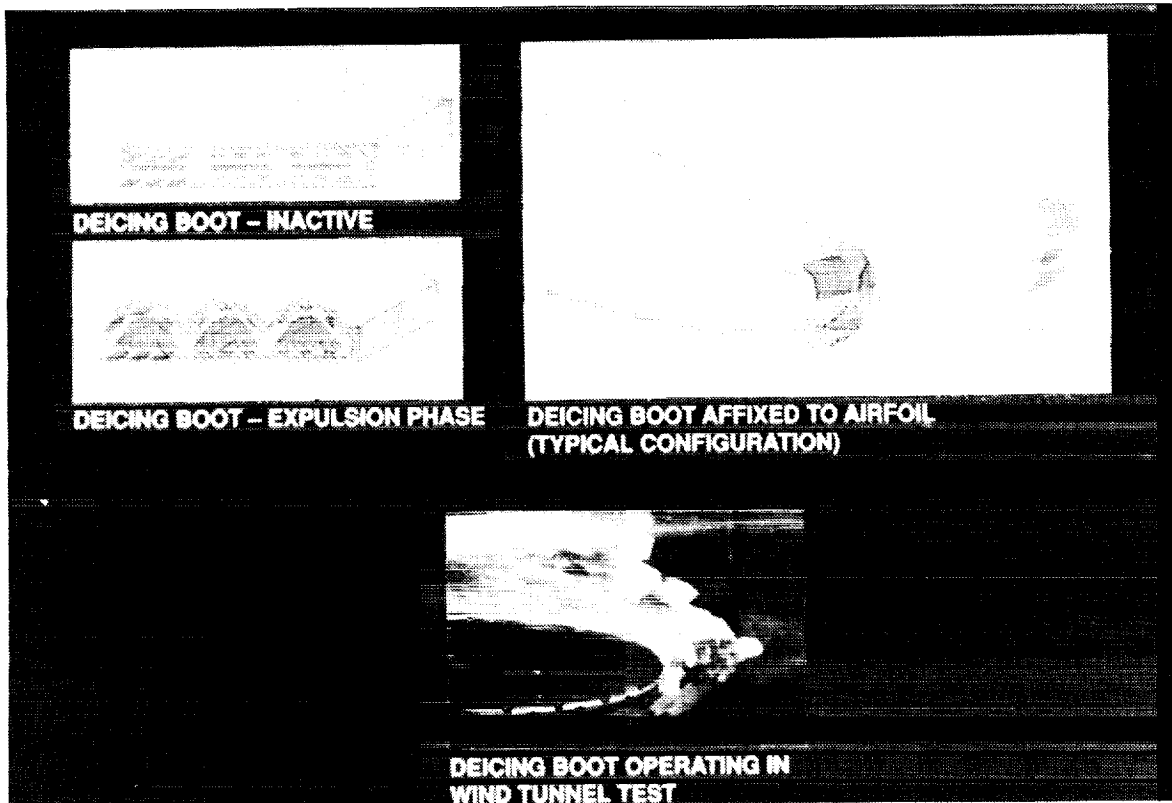 DEICING BOOT – INACTIVE
DEICING BOOT – EXPULSION PHASE
DEICING BOOT AFFIXED TO AIRFOIL
(TYPICAL CONFIGURATION)
DEICING BOOT OPERATING IN
WIND TUNNEL TEST